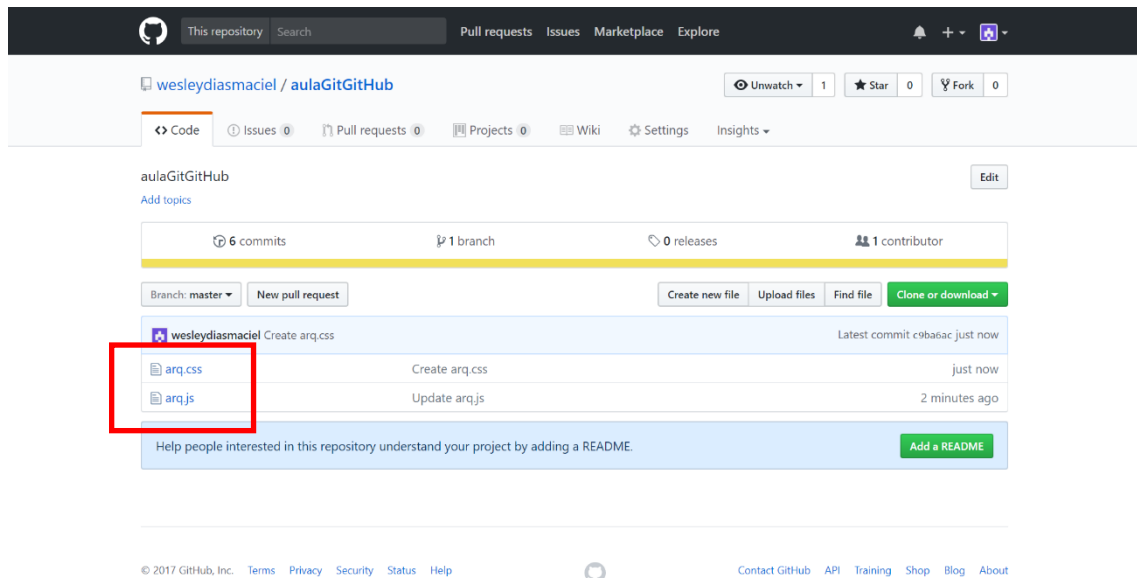 This repository Search Pull requests Issues Marketplace Explore
wesleydiasmaciel / aulaGitGitHub Unwatch 1 Star 0 Fork 0
Code Issues 0 Pull requests 0 Projects 0 Wiki Settings Insights
aulaGitGitHub Edit
Add topics
6 commits 1 branch 0 releases 1 contributor
Branch: master New pull request Create new file Upload files Find file Clone or download
wesleydiasmaciel Create arq.css Latest commit c9ba6ac just now
arq.css Create arq.css just now
arq.js Update arq.js 2 minutes ago
Help people interested in this repository understand your project by adding a README. Add a README
© 2017 GitHub, Inc. Terms Privacy Security Status Help Contact GitHub API Training Shop Blog About